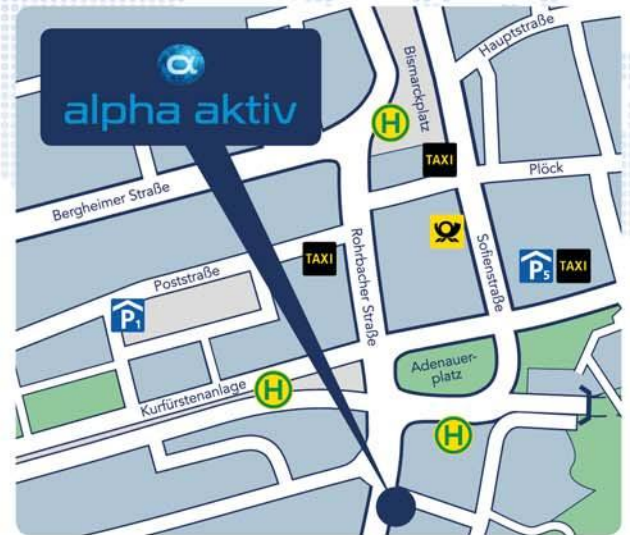 α
alpha aktiv
Bismarckplatz
Hauptstraße
H
TAXI
Plöck
Bergheimer Straße
Rohrbacher Straße
Sofienstraße
TAXI
P5
TAXI
Poststraße
P1
Adenauer-
platz
Kurfürstenanlage
H
H